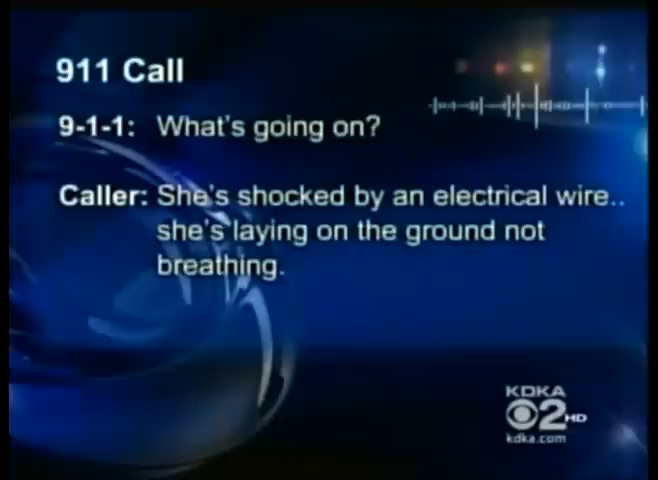 911 Call
9-1-1: What's going on?
Caller: She's shocked by an electrical wire..
she's laying on the ground not
breathing.
KDKA
2 HD
kdka.com